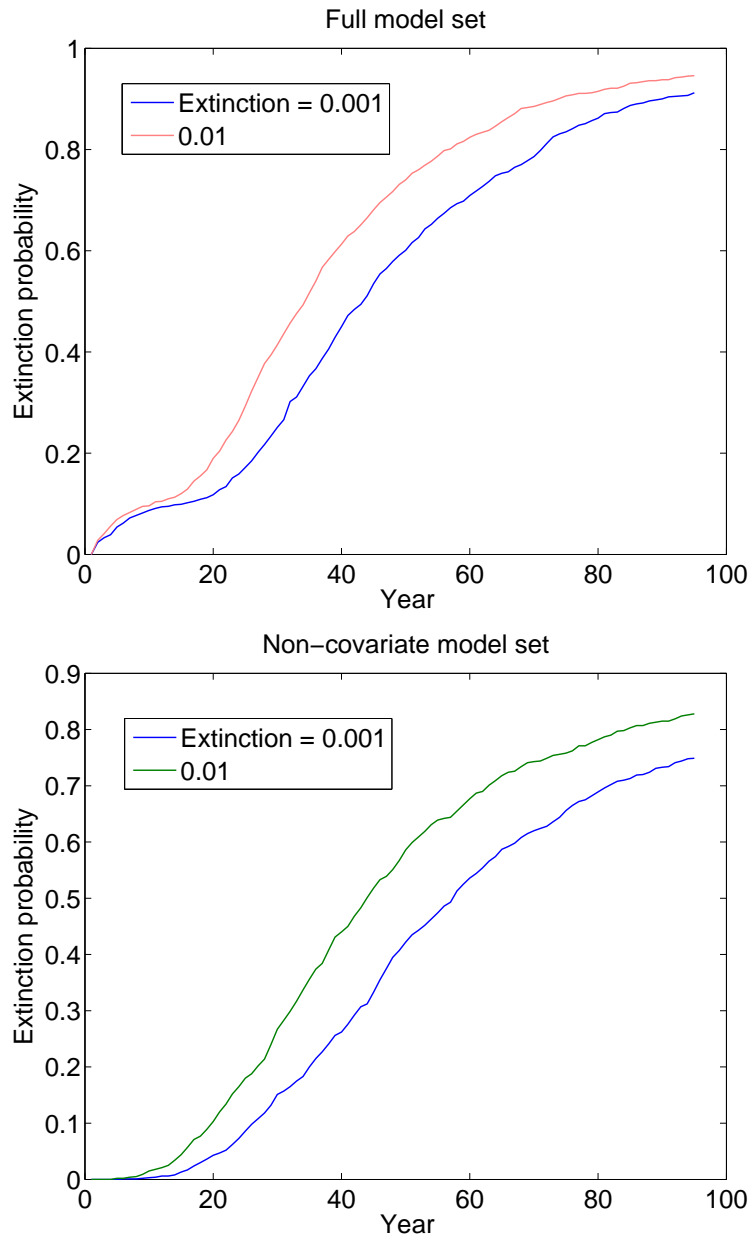 Full model set
1
0.8
0.6
0.4
0.2
0
Extinction probability
Extinction = 0.001
0.01
0 20 40 60 80 100
Year
Non−covariate model set
0.9
0.8
0.7
0.6
0.5
0.4
0.3
0.2
0.1
0
Extinction probability
Extinction = 0.001
0.01
0 20 40 60 80 100
Year